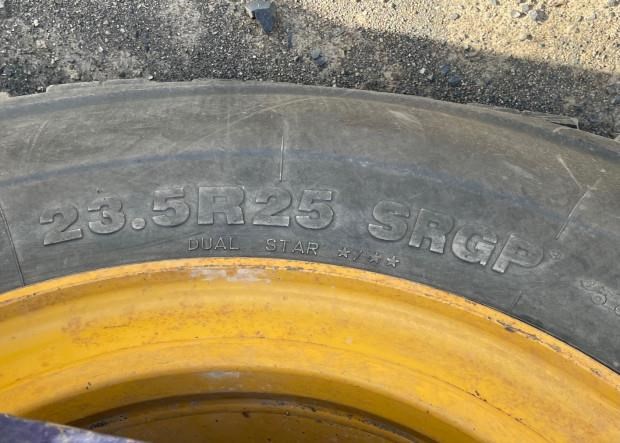 23.5R25 SRGP
DUAL STAR ☆/☆☆